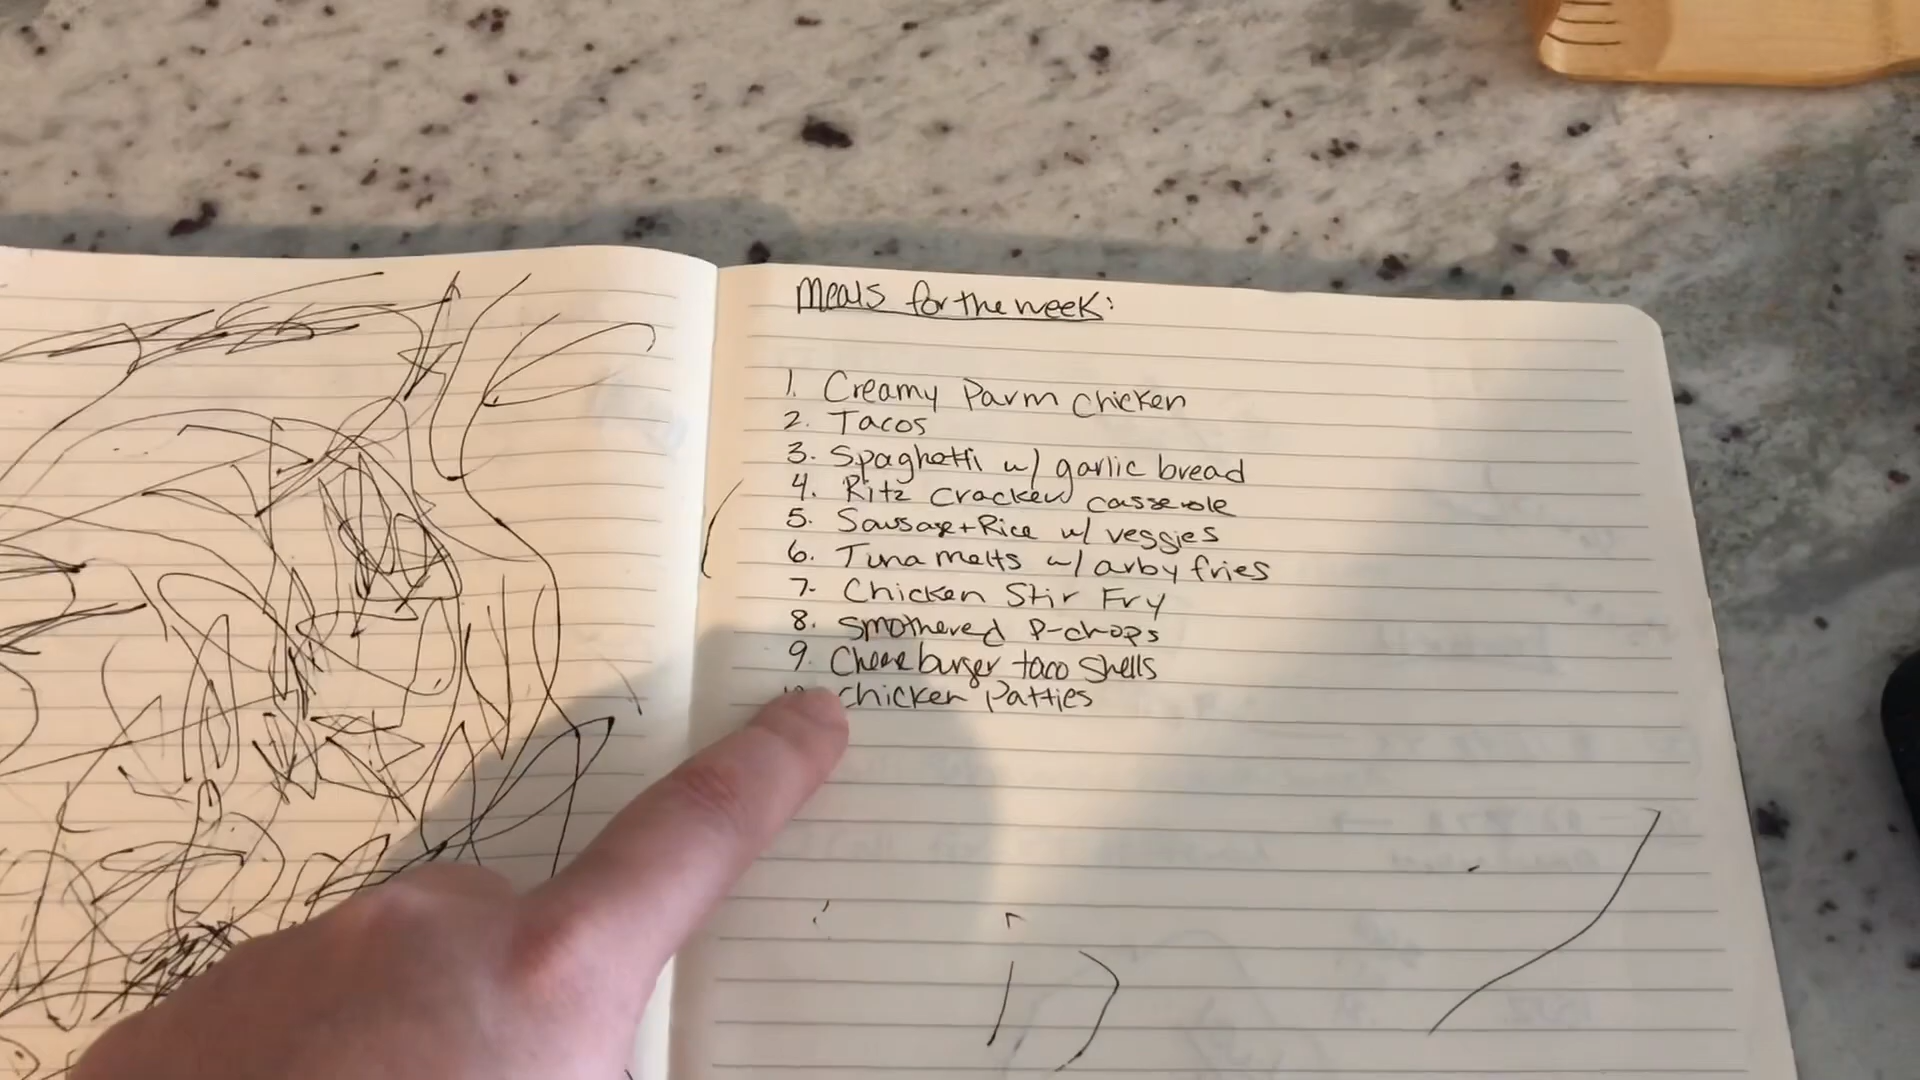 Meals for the week:
1. Creamy Parm Chicken
2. Tacos
3. Spaghetti w/ garlic bread
4. Ritz cracker casserole
5. Sausage + Rice w/ veggies
6. Tuna melts w/ arby fries
7. Chicken Stir Fry
8. Smothered P-chops
9. Cheeseburger taco shells
Chicken Patties